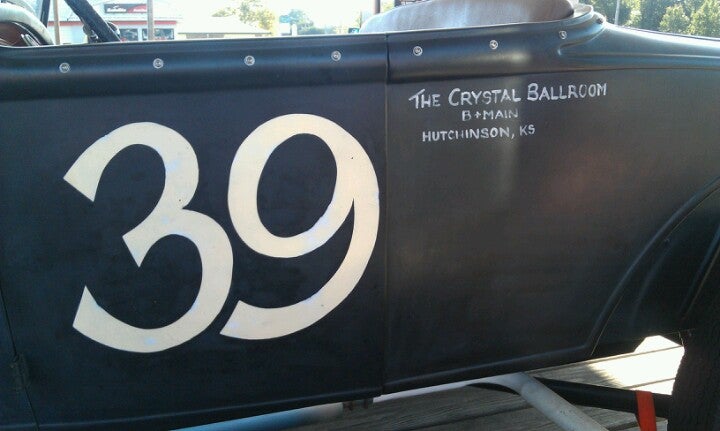 39
THE CRYSTAL BALLROOM
B+MAIN
HUTCHINSON, KS